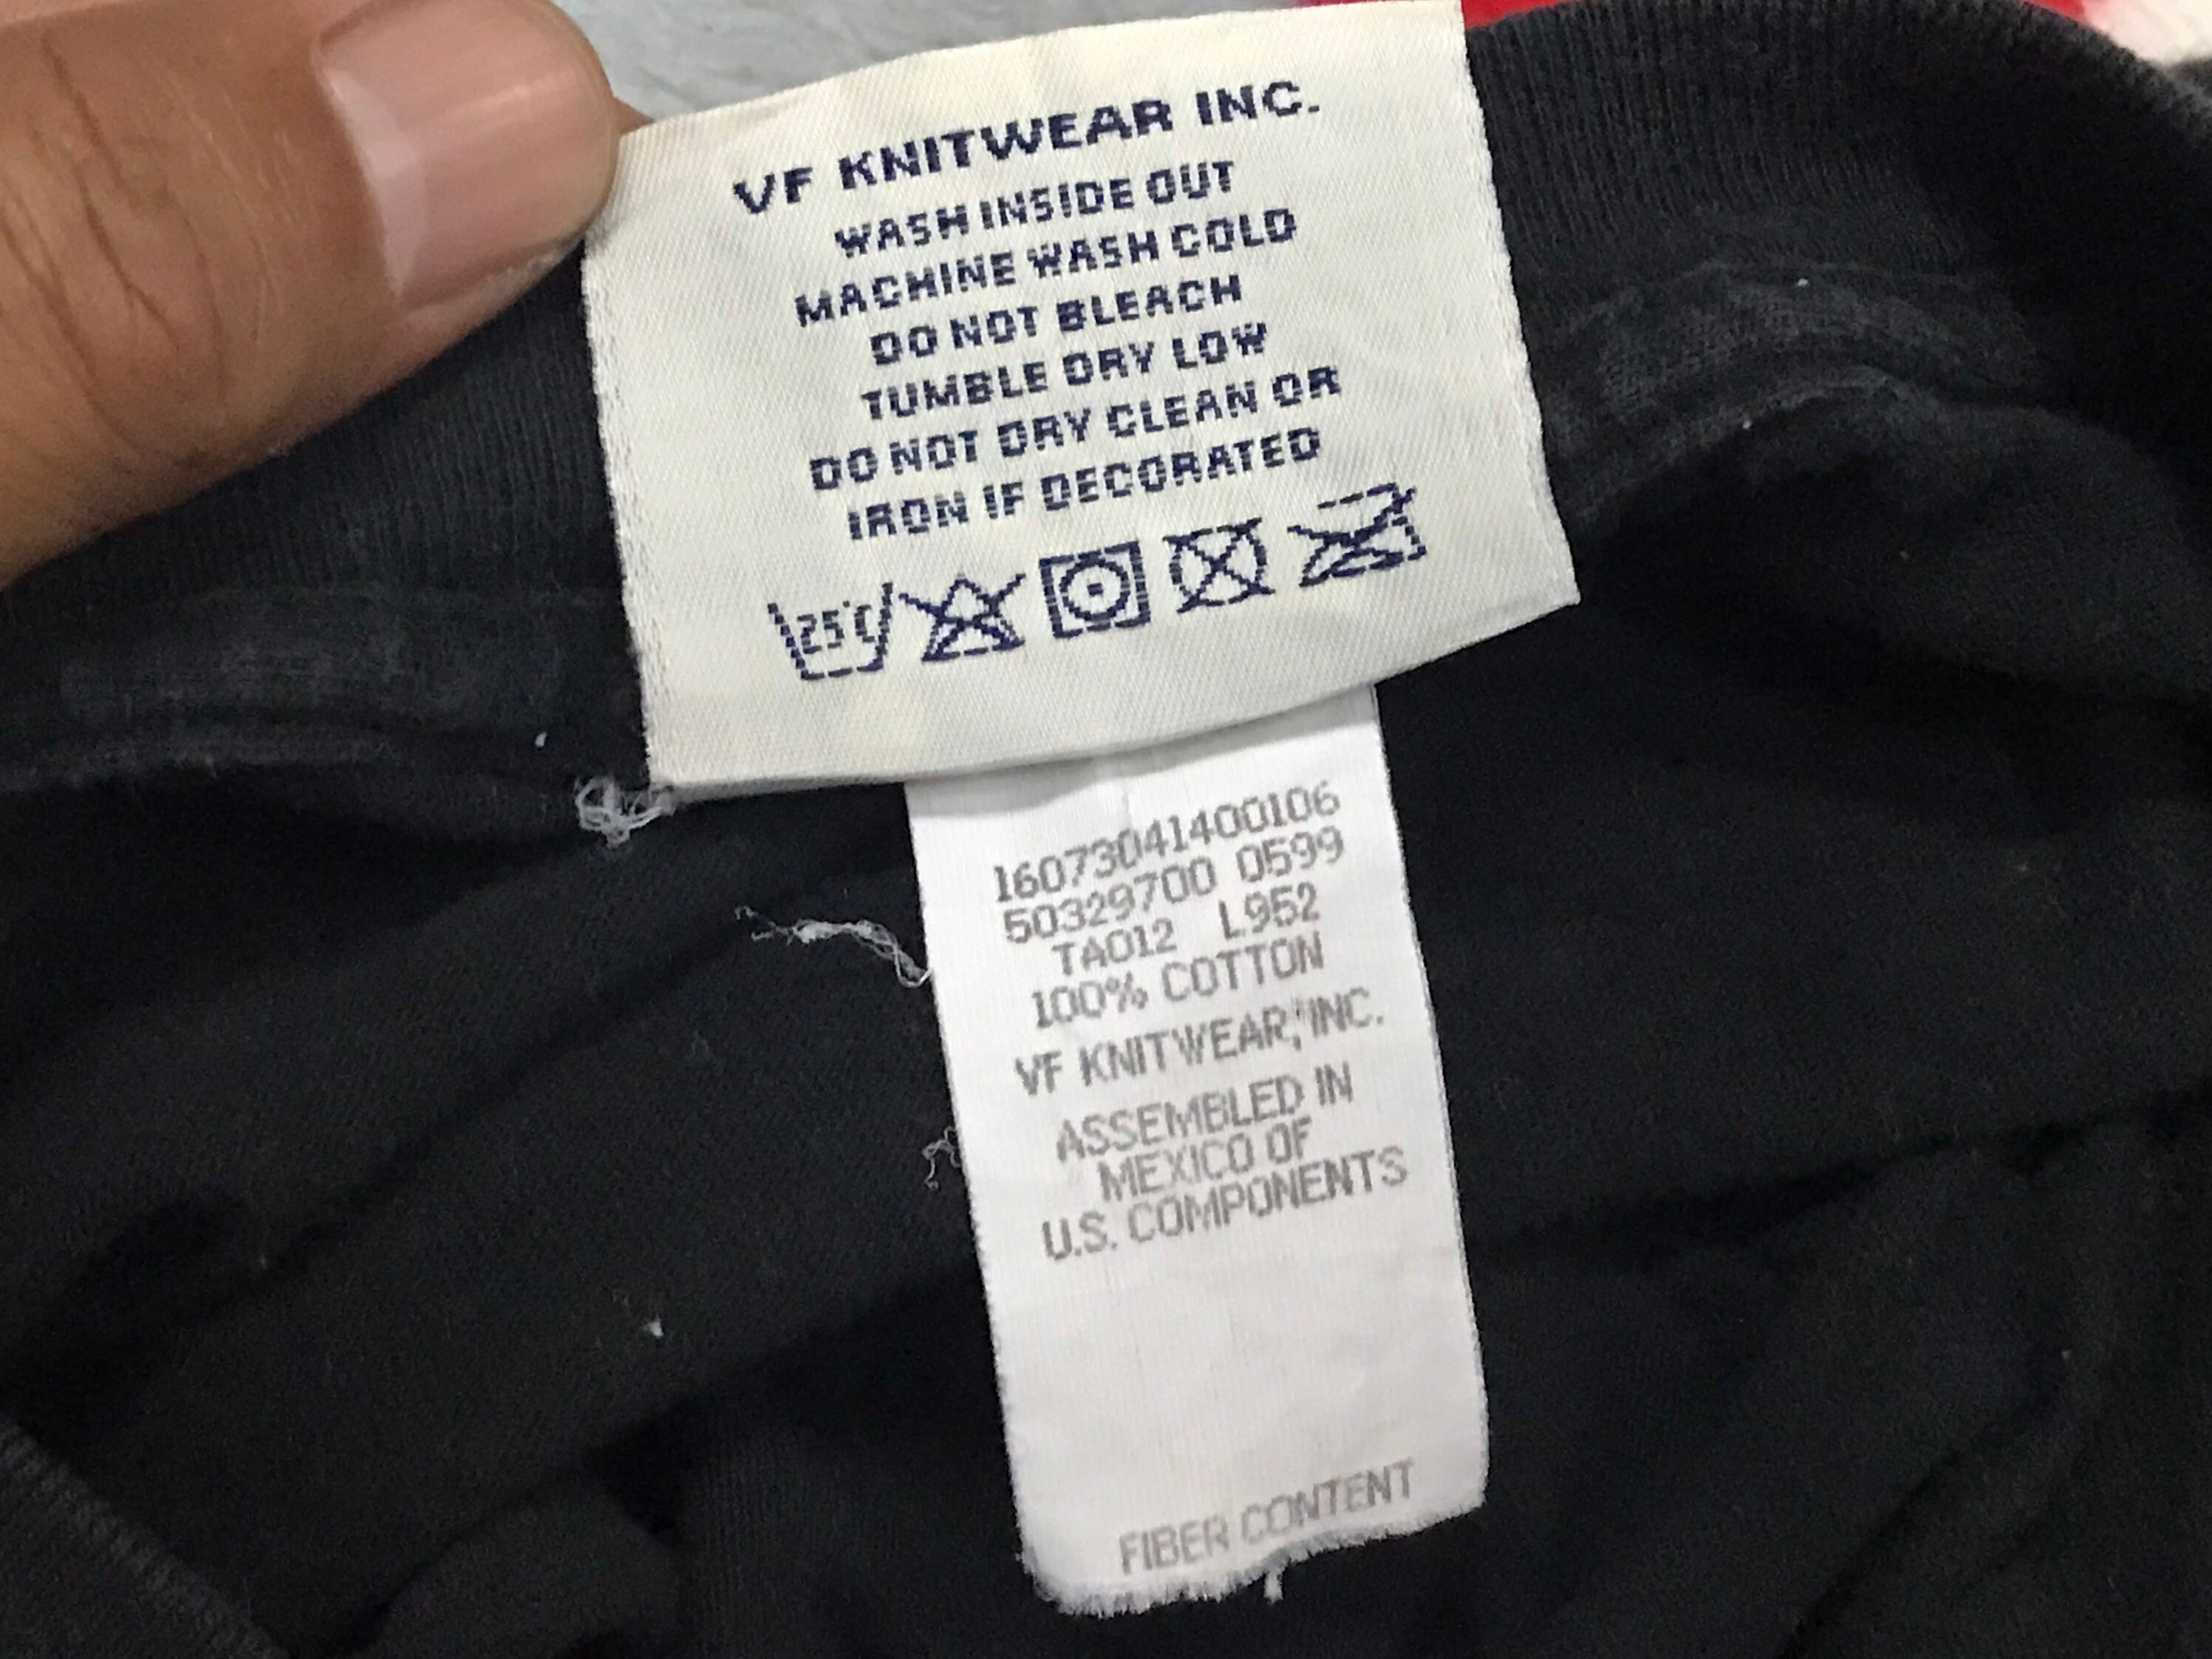 VF KNITWEAR INC.
WASH INSIDE OUT
MACHINE WASH COLD
DO NOT BLEACH
TUMBLE DRY LOW
DO NOT DRY CLEAN OR
IRON IF DECORATED
25°C
16073041400106
50329700 0599
TA012 L952
100% COTTON
VF KNITWEAR, INC.
ASSEMBLED IN
MEXICO OF
U.S. COMPONENTS
FIBER CONTENT